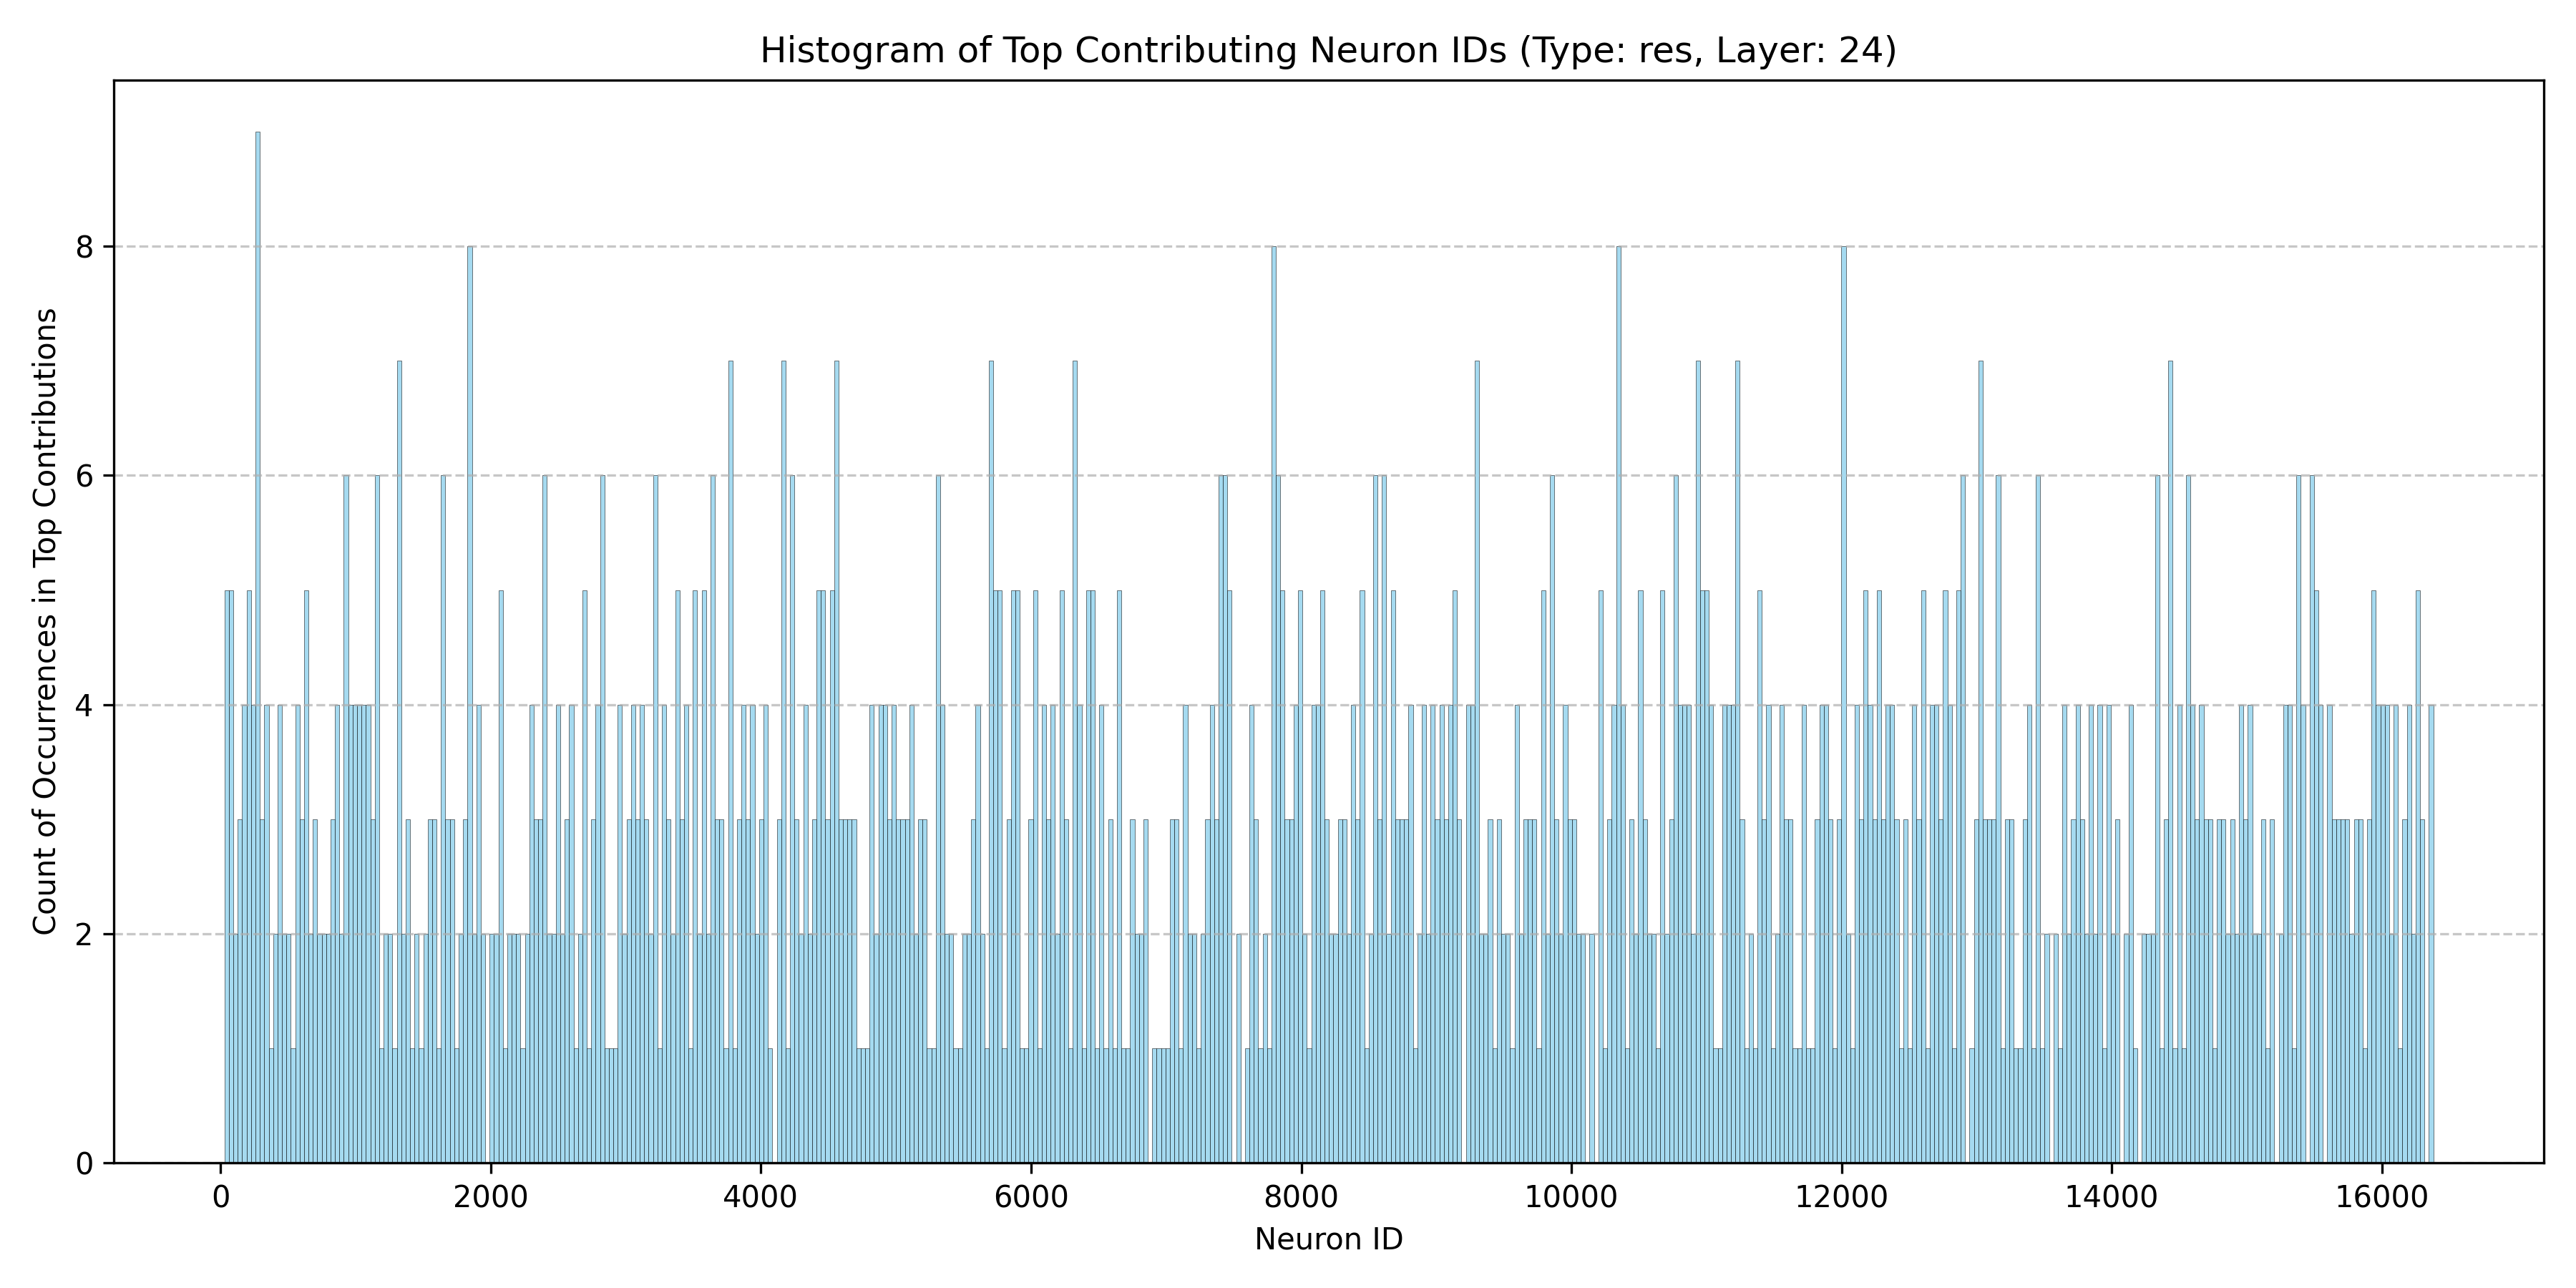 Histogram of Top Contributing Neuron IDs (Type: res, Layer: 24)
Count of Occurrences in Top Contributions
8
6
4
2
0
0 2000 4000 6000 8000 10000 12000 14000 16000
Neuron ID